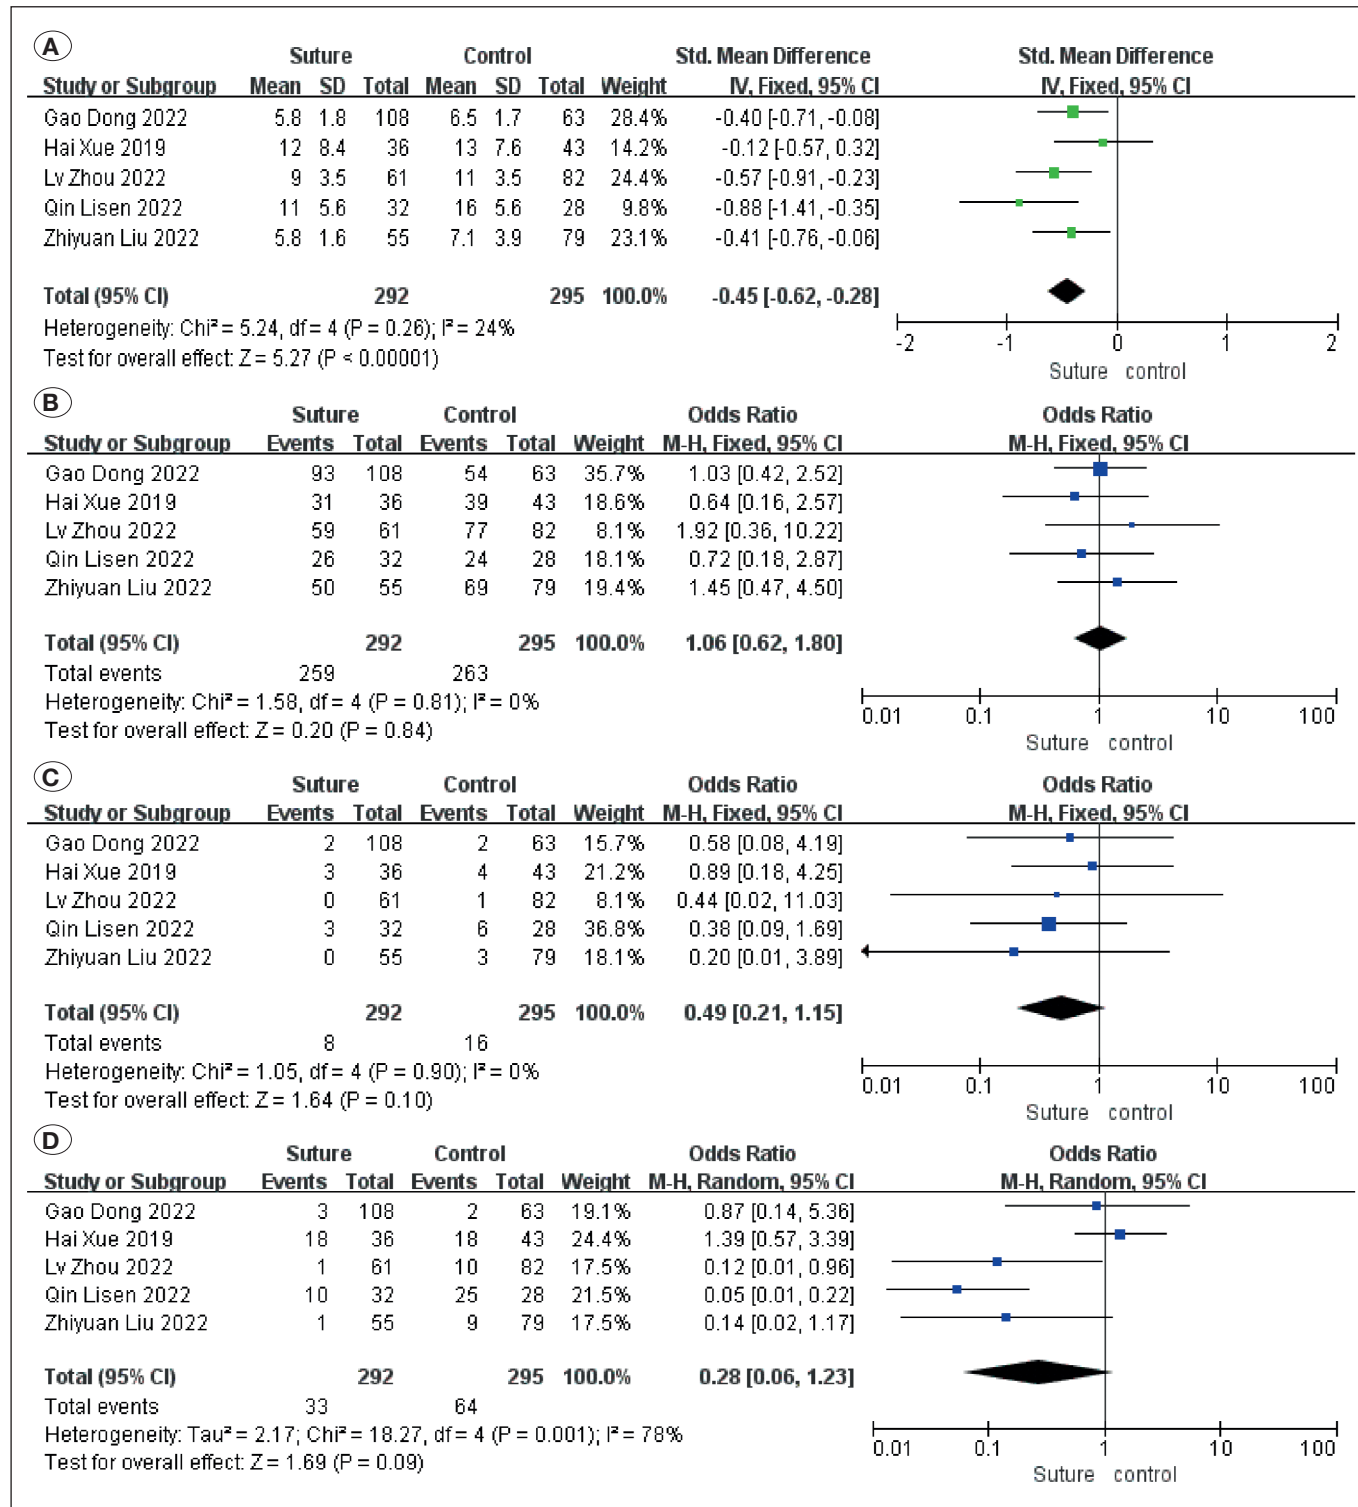 A
Suture Control Std. Mean Difference Std. Mean Difference
Study or Subgroup Mean SD Total Mean SD Total Weight IV, Fixed, 95% CI IV, Fixed, 95% CI
Gao Dong 2022 5.8 1.8 108 6.5 1.7 63 28.4% -0.40 [-0.71, -0.08]
Hai Xue 2019 12 8.4 36 13 7.6 43 14.2% -0.12 [-0.57, 0.32]
Lv Zhou 2022 9 3.5 61 11 3.5 82 24.4% -0.57 [-0.91, -0.23]
Qin Lisen 2022 11 5.6 32 16 5.6 28 9.8% -0.88 [-1.41, -0.35]
Zhiyuan Liu 2022 5.8 1.6 55 7.1 3.9 79 23.1% -0.41 [-0.76, -0.06]
Total (95% CI) 292 295 100.0% -0.45 [-0.62, -0.28]
Heterogeneity: Chi² = 5.24, df = 4 (P = 0.26); I² = 24%
Test for overall effect: Z = 5.27 (P < 0.00001)
-2 -1 0 1 2
Suture control
B
Suture Control Odds Ratio Odds Ratio
Study or Subgroup Events Total Events Total Weight M-H, Fixed, 95% CI M-H, Fixed, 95% CI
Gao Dong 2022 93 108 54 63 35.7% 1.03 [0.42, 2.52]
Hai Xue 2019 31 36 39 43 18.6% 0.64 [0.16, 2.57]
Lv Zhou 2022 59 61 77 82 8.1% 1.92 [0.36, 10.22]
Qin Lisen 2022 26 32 24 28 18.1% 0.72 [0.18, 2.87]
Zhiyuan Liu 2022 50 55 69 79 19.4% 1.45 [0.47, 4.50]
Total (95% CI) 292 295 100.0% 1.06 [0.62, 1.80]
Total events 259 263
Heterogeneity: Chi² = 1.58, df = 4 (P = 0.81); I² = 0%
Test for overall effect: Z = 0.20 (P = 0.84)
0.01 0.1 1 10 100
Suture control
C
Suture Control Odds Ratio Odds Ratio
Study or Subgroup Events Total Events Total Weight M-H, Fixed, 95% CI M-H, Fixed, 95% CI
Gao Dong 2022 2 108 2 63 15.7% 0.58 [0.08, 4.19]
Hai Xue 2019 3 36 4 43 21.2% 0.89 [0.18, 4.25]
Lv Zhou 2022 0 61 1 82 8.1% 0.44 [0.02, 11.03]
Qin Lisen 2022 3 32 6 28 36.8% 0.38 [0.09, 1.69]
Zhiyuan Liu 2022 0 55 3 79 18.1% 0.20 [0.01, 3.89]
Total (95% CI) 292 295 100.0% 0.49 [0.21, 1.15]
Total events 8 16
Heterogeneity: Chi² = 1.05, df = 4 (P = 0.90); I² = 0%
Test for overall effect: Z = 1.64 (P = 0.10)
0.01 0.1 1 10 100
Suture control
D
Suture Control Odds Ratio Odds Ratio
Study or Subgroup Events Total Events Total Weight M-H, Random, 95% CI M-H, Random, 95% CI
Gao Dong 2022 3 108 2 63 19.1% 0.87 [0.14, 5.36]
Hai Xue 2019 18 36 18 43 24.4% 1.39 [0.57, 3.39]
Lv Zhou 2022 1 61 10 82 17.5% 0.12 [0.01, 0.96]
Qin Lisen 2022 10 32 25 28 21.5% 0.05 [0.01, 0.22]
Zhiyuan Liu 2022 1 55 9 79 17.5% 0.14 [0.02, 1.17]
Total (95% CI) 292 295 100.0% 0.28 [0.06, 1.23]
Total events 33 64
Heterogeneity: Tau² = 2.17; Chi² = 18.27, df = 4 (P = 0.001); I² = 78%
Test for overall effect: Z = 1.69 (P = 0.09)
0.01 0.1 1 10 100
Suture control